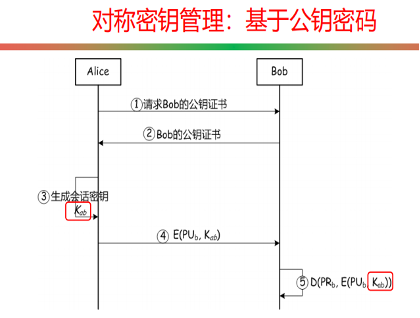 对称密钥管理：基于公钥密码
Alice
Bob
①请求Bob的公钥证书
②Bob的公钥证书
③生成会话密钥
Kab
④ E(PUb, Kab)
⑤D(PRb, E(PUb, Kab))